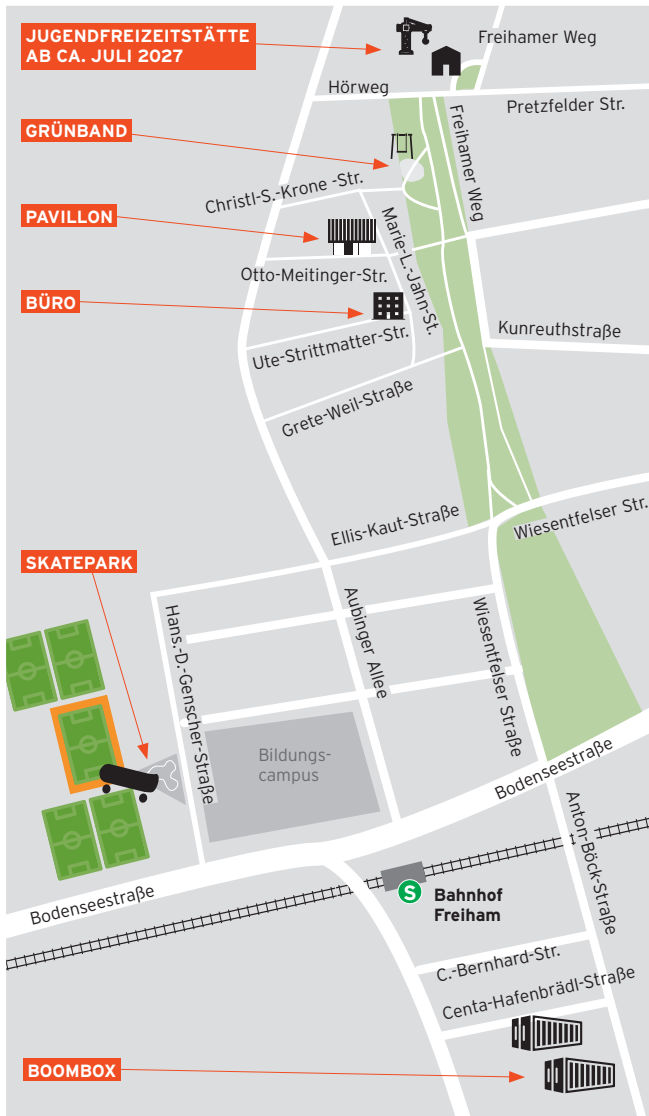 JUGENDFREIZEITSTÄTTE
AB CA. JULI 2027
Freihamer Weg
Hörweg
Pretzfelder Str.
GRÜNBAND
Freihamer Weg
Christl-S.-Krone -Str.
PAVILLON
Marie-L.-Jahn-St.
Otto-Meitinger-Str.
BÜRO
Kunreuthstraße
Ute-Strittmatter-Str.
Grete-Weil-Straße
Ellis-Kaut-Straße
Wiesentfelser Str.
SKATEPARK
Hans.-D.-Genscher-Straße
Aubinger Allee
Wiesentfelser Straße
Bildungs-
campus
Bodenseestraße
Anton-Böck-Straße
Bodenseestraße
S
Bahnhof
Freiham
C.-Bernhard-Str.
Centa-Hafenbrädl-Straße
BOOMBOX